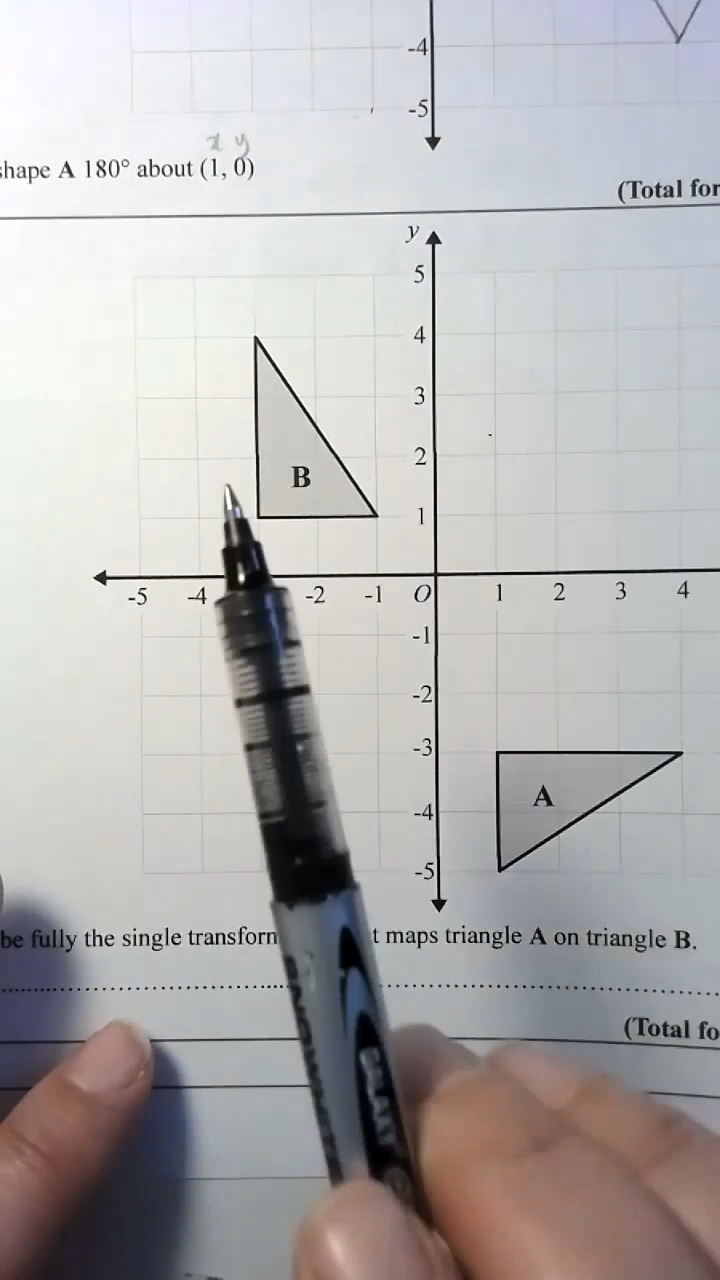 -4
-5
x y
shape A 180° about (1, 0)
(Total for
y
5
4
3
B
2
1
-5 -4 -2 -1 O 1 2 3 4
-1
-2
-3
A
-4
-5
be fully the single transform t maps triangle A on triangle B.
(Total fo